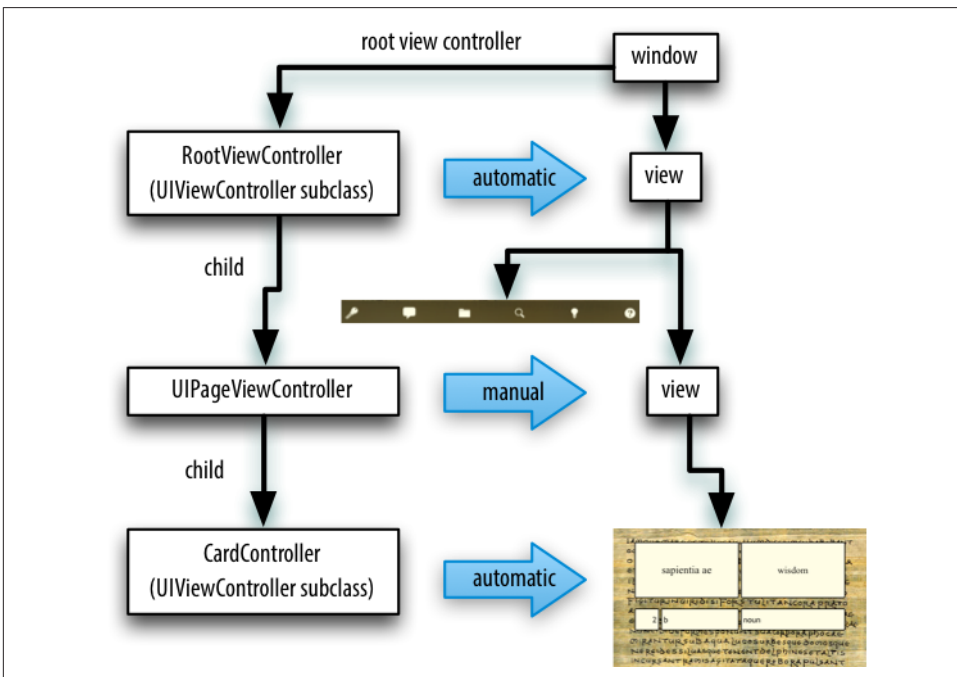 root view controller
window
RootViewController
(UIViewController subclass)
automatic
view
child
UIPageViewController
manual
view
child
CardController
(UIViewController subclass)
automatic
sapientia ae
wisdom
2
b
noun